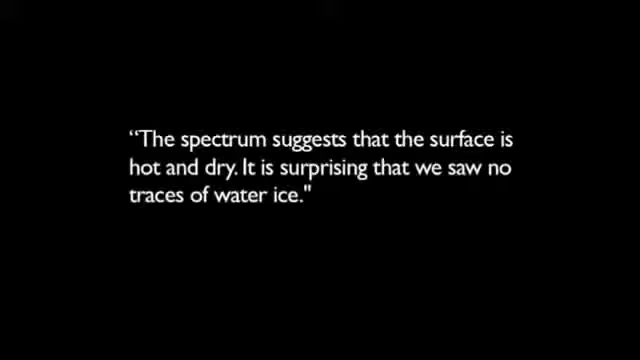 “The spectrum suggests that the surface is
hot and dry. It is surprising that we saw no
traces of water ice."